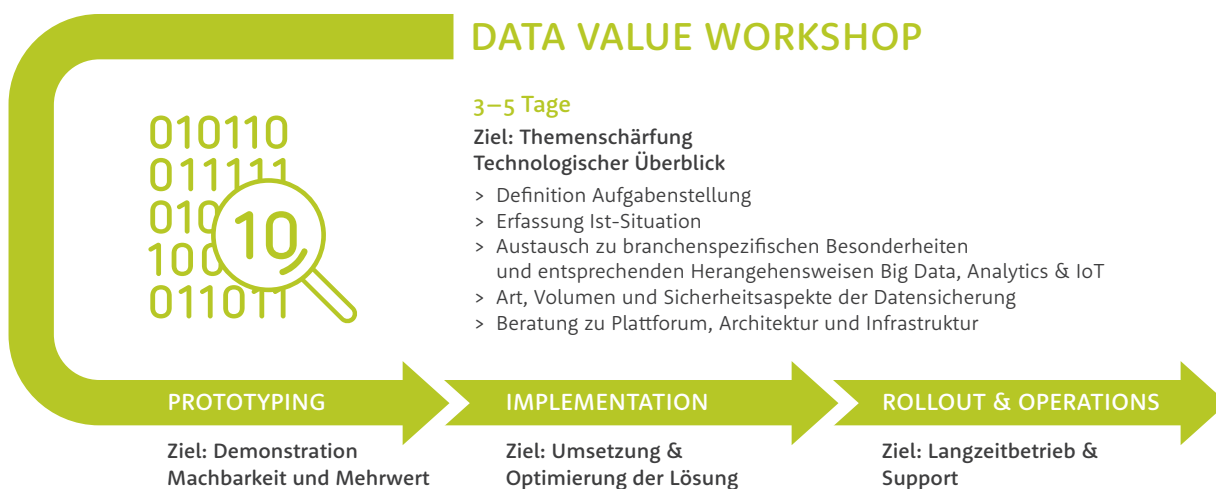 DATA VALUE WORKSHOP
3–5 Tage
Ziel: Themenschärfung
Technologischer Überblick
> Definition Aufgabenstellung
> Erfassung Ist-Situation
> Austausch zu branchenspezifischen Besonderheiten
und entsprechenden Herangehensweisen Big Data, Analytics & IoT
> Art, Volumen und Sicherheitsaspekte der Datensicherung
> Beratung zu Plattforum, Architektur und Infrastruktur
010110
011111
010
10
100
011011
PROTOTYPING
Ziel: Demonstration
Machbarkeit und Mehrwert
IMPLEMENTATION
Ziel: Umsetzung &
Optimierung der Lösung
ROLLOUT & OPERATIONS
Ziel: Langzeitbetrieb &
Support